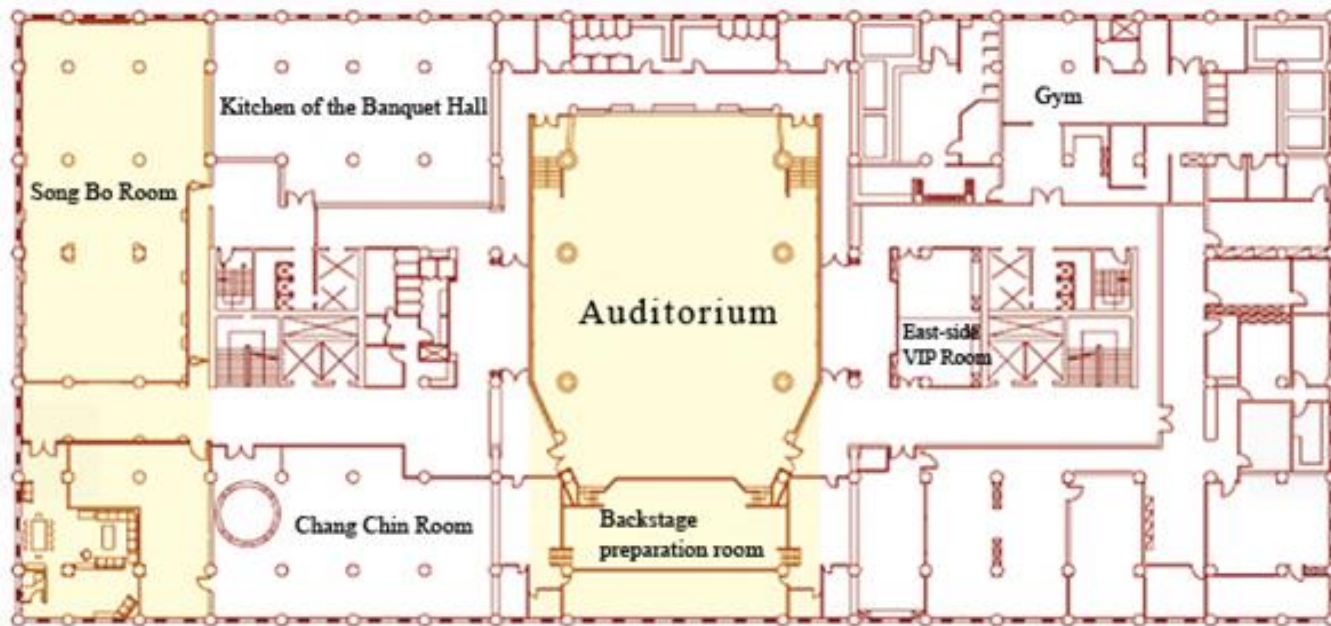 Kitchen of the Banquet Hall
Gym
Song Bo Room
Auditorium
East-side
VIP Room
Chang Chin Room
Backstage
preparation room